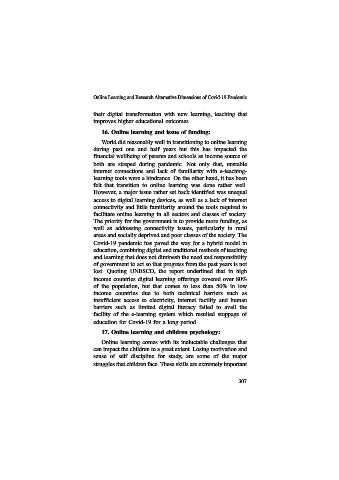 Online Learning and Research Alternative Dimensions of Covid-19 Pandemic
their digital transformation with new learning, teaching that
improves higher educational outcomes.
16. Online learning and issue of funding:
World did reasonably well in transitioning to online learning
during past one and half years but this has impacted the
financial wellbeing of parents and schools as income source of
both are striped during pandemic. Not only that, unstable
internet connections and lack of familiarity with e-teaching-
learning tools were a hindrance. On the other hand, it has been
felt that transition to online learning was done rather well.
However, a major issue rather set back identified was unequal
access to digital learning devices, as well as a lack of internet
connectivity and little familiarity around the tools required to
facilitate online learning in all sectors and classes of society.
The priority for the government is to provide more funding, as
well as addressing connectivity issues, particularly in rural
areas and socially deprived and poor classes of the society. The
Covid-19 pandemic has paved the way for a hybrid model in
education, combining digital and traditional methods of teaching
and learning that does not diminish the need and responsibility
of government to act so that progress from the past years is not
lost. Quoting UNESCO, the report underlined that in high
income countries digital learning offerings covered over 80%
of the population, but that comes to less than 50% in low
income countries due to both technical barriers such as
insufficient access to electricity, internet facility and human
barriers such as limited digital literacy failed to avail the
facility of the e-learning system which resulted stoppage of
education for Covid-19 for a long period.
17. Online learning and children psychology:
Online learning comes with its ineluctable challenges that
can impact the children to a great extent. Losing motivation and
sense of self discipline for study, are some of the major
struggles that children face. These skills are extremely important
307